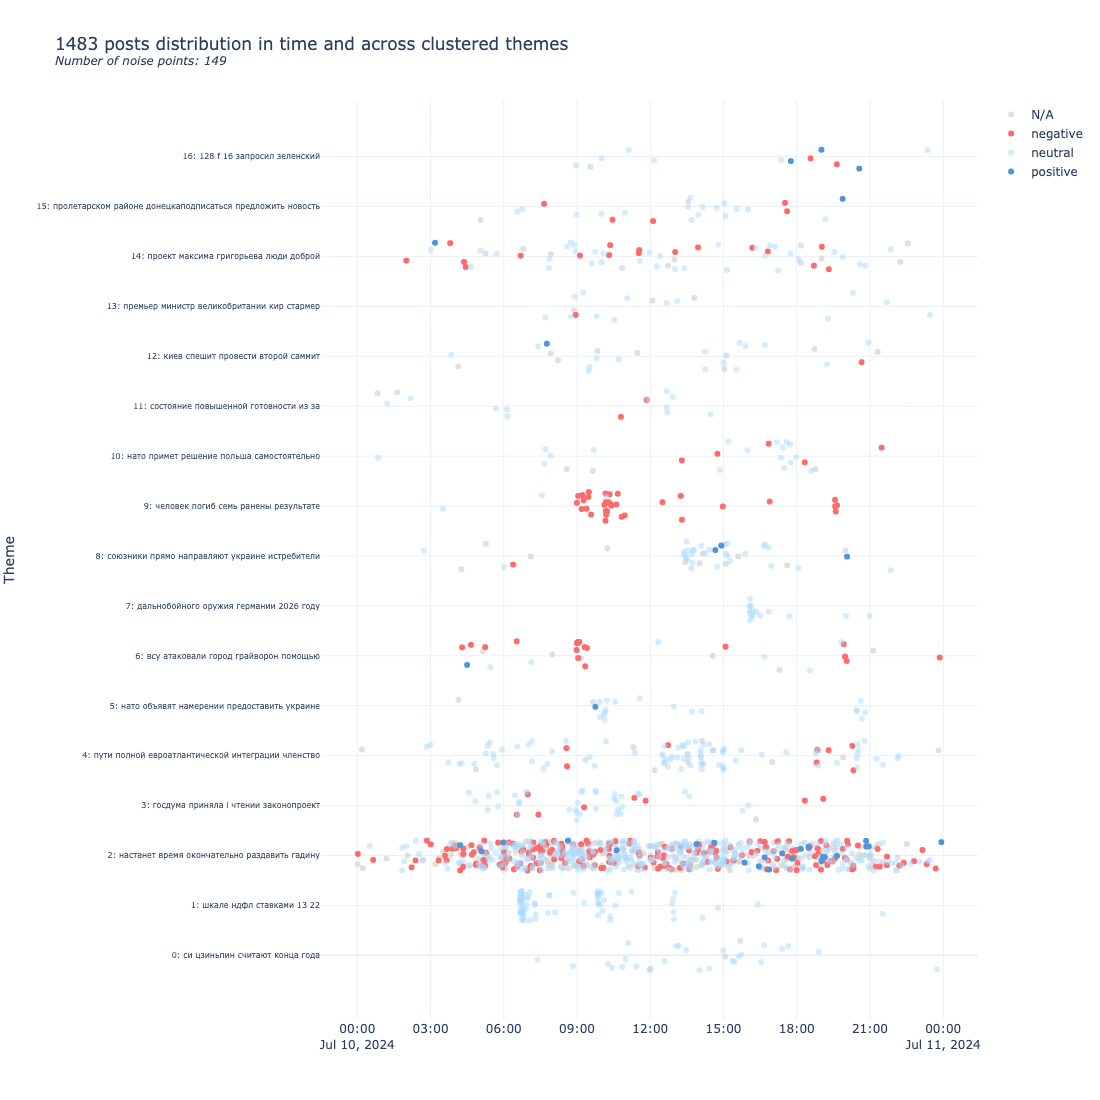 1483 posts distribution in time and across clustered themes
Number of noise points: 149
N/A
negative
neutral
positive
Theme
16: 128 f 16 запросил зеленский
15: пролетарском районе донецкаподписаться предложить новость
14: проект максима григорьева люди доброй
13: премьер министр великобритании кир стармер
12: киев спешит провести второй саммит
11: состояние повышенной готовности из за
10: нато примет решение польша самостоятельно
9: человек погиб семь ранены результате
8: союзники прямо направляют украине истребители
7: дальнобойного оружия германии 2026 году
6: всу атаковали город грайворон помощью
5: нато объявят намерении предоставить украине
4: пути полной евроатлантической интеграции членство
3: госдума приняла i чтении законопроект
2: настанет время окончательно раздавить гадину
1: шкале ндфл ставками 13 22
0: си цзиньпин считают конца года
00:00 03:00 06:00 09:00 12:00 15:00 18:00 21:00 00:00
Jul 10, 2024 Jul 11, 2024